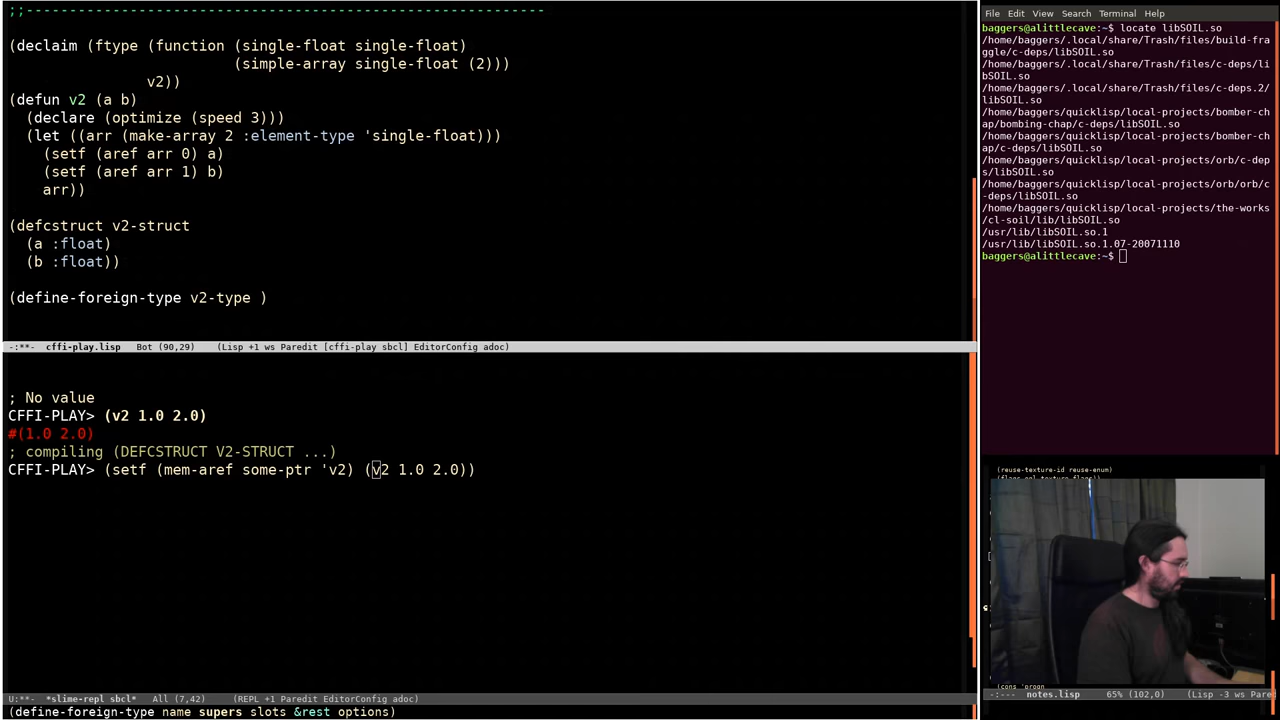 ;;----------------------------------------------------------
(declaim (ftype (function (single-float single-float)
(simple-array single-float (2)))
v2))
(defun v2 (a b)
(declare (optimize (speed 3)))
(let ((arr (make-array 2 :element-type 'single-float)))
(setf (aref arr 0) a)
(setf (aref arr 1) b)
arr))
(defcstruct v2-struct
(a :float)
(b :float))
(define-foreign-type v2-type )
-:**- cffi-play.lisp Bot (90,29) (Lisp +1 ws Paredit [cffi-play sbcl] EditorConfig adoc)
; No value
CFFI-PLAY> (v2 1.0 2.0)
#(1.0 2.0)
; compiling (DEFCSTRUCT V2-STRUCT ...)
CFFI-PLAY> (setf (mem-aref some-ptr 'v2) (v2 1.0 2.0))
U:**- *slime-repl sbcl* All (7,42) (REPL +1 Paredit EditorConfig adoc)
(define-foreign-type name supers slots &rest options)
File Edit View Search Terminal Help
baggers@alittlecave:~$ locate libSOIL.so
/home/baggers/.local/share/Trash/files/build-fra
ggle/c-deps/libSOIL.so
/home/baggers/.local/share/Trash/files/c-deps/li
bSOIL.so
/home/baggers/.local/share/Trash/files/c-deps.2/
libSOIL.so
/home/baggers/quicklisp/local-projects/bomber-ch
ap/bombing-chap/c-deps/libSOIL.so
/home/baggers/quicklisp/local-projects/bomber-ch
ap/c-deps/libSOIL.so
/home/baggers/quicklisp/local-projects/orb/c-dep
s/libSOIL.so
/home/baggers/quicklisp/local-projects/orb/orb/c
-deps/libSOIL.so
/home/baggers/quicklisp/local-projects/the-works
/cl-soil/lib/libSOIL.so
/usr/lib/libSOIL.so.1
/usr/lib/libSOIL.so.1.07-20071110
baggers@alittlecave:~$
(reuse-texture-id reuse-enum)
-:--- notes.lisp 65% (102,0) (Lisp -3 ws Pare